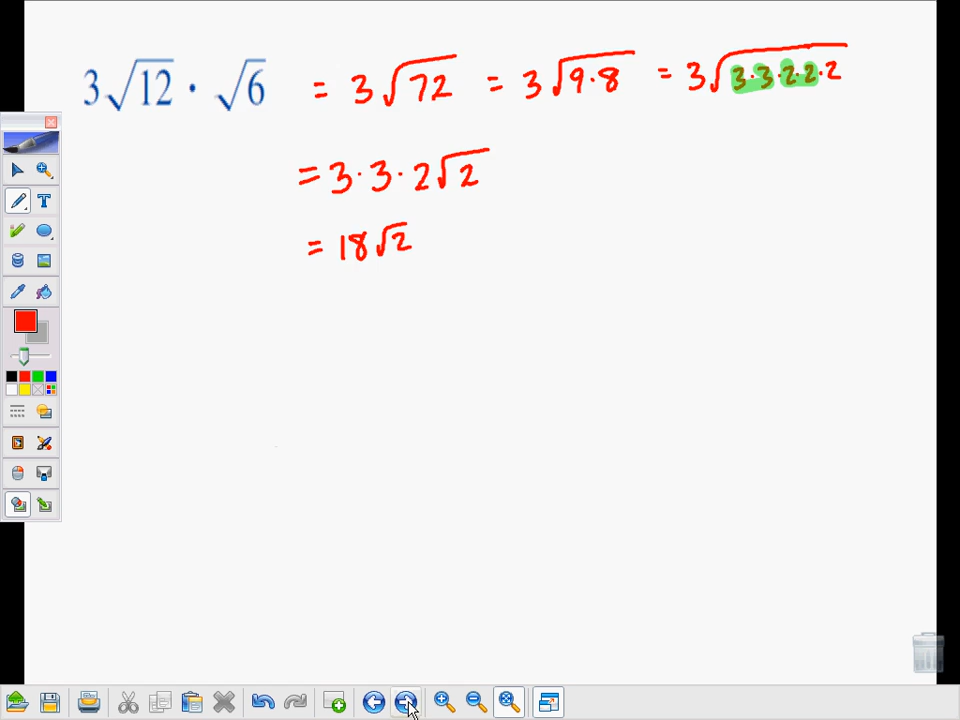 3√12 · √6 = 3√72 = 3√9·8 = 3√3·3·2·2·2
= 3·3·2√2
= 18√2
T